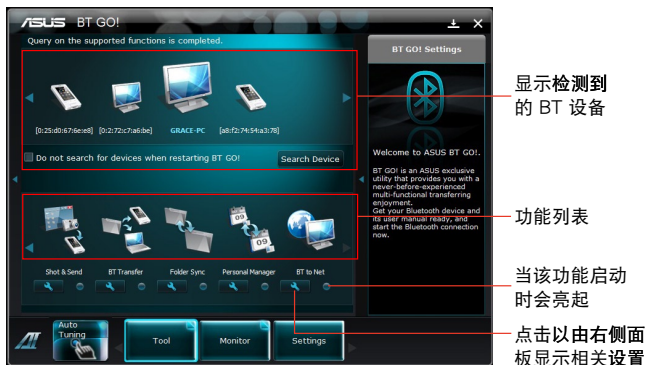 ASUS BT GO!
Query on the supported functions is completed.
[0:25:d0:67:6e:e8]
[0:2:72:c7:a6:be]
GRACE-PC
[a8:f2:74:54:a3:78]
Do not search for devices when restarting BT GO!
Search Device
Shot & Send
BT Transfer
Folder Sync
Personal Manager
BT to Net
09
09
Auto
Tuning
Tool
Monitor
Settings
BT GO! Settings
Welcome to ASUS BT GO!.
BT GO! is an ASUS exclusive
utility that provides you with a
never-before-experienced
multi-functional transferring
enjoyment.
Get your Bluetooth device and
its user manual ready, and
start the Bluetooth connection
now.
显示检测到
的 BT 设备
功能列表
当该功能启动
时会亮起
点击以由右侧面
板显示相关设置